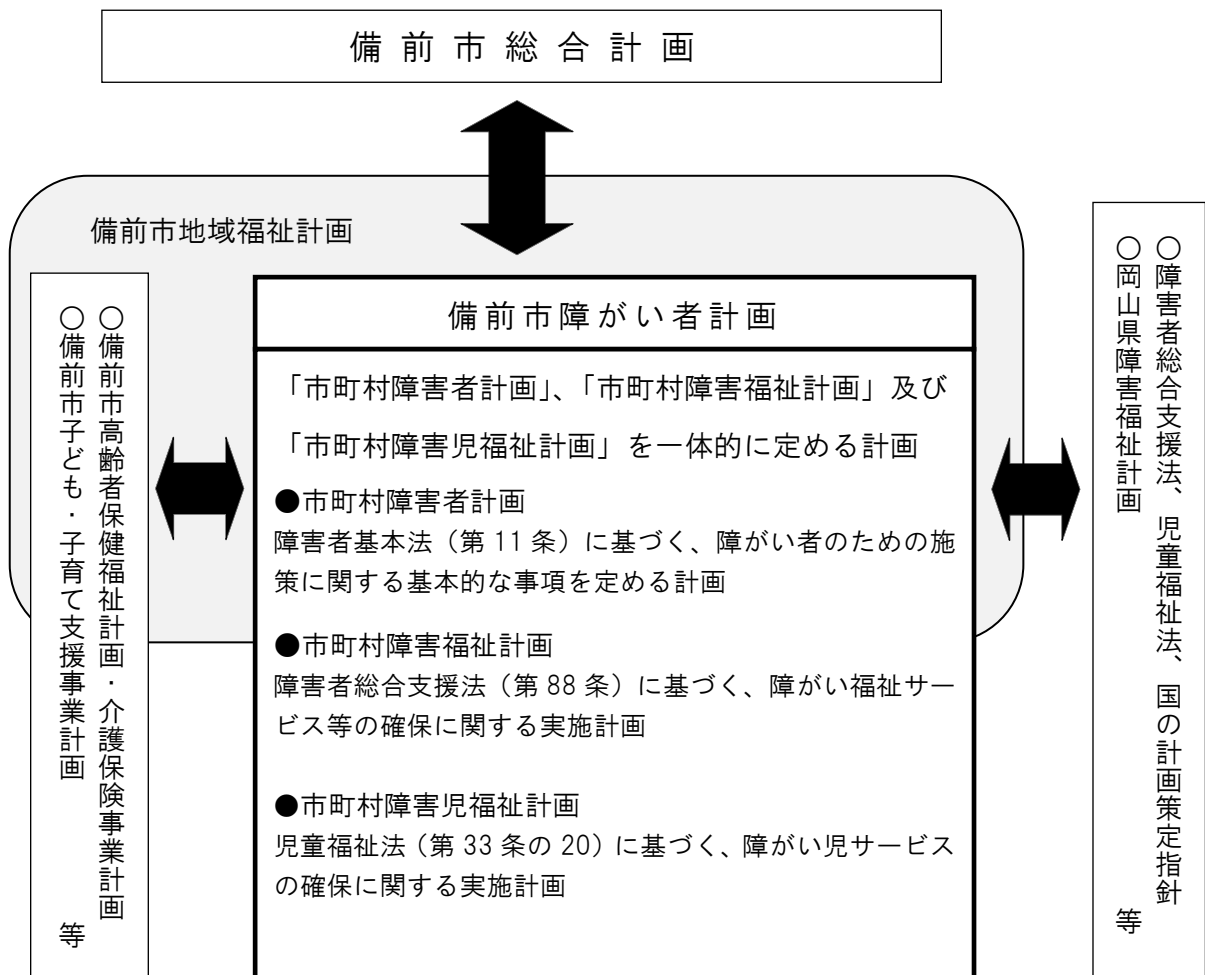 備前市総合計画
備前市地域福祉計画
○備前市高齢者保健福祉計画・介護保険事業計画
○備前市子ども・子育て支援事業計画　等
備前市障がい者計画
「市町村障害者計画」、「市町村障害福祉計画」及び
「市町村障害児福祉計画」を一体的に定める計画
●市町村障害者計画
障害者基本法（第 11 条）に基づく、障がい者のための施
策に関する基本的な事項を定める計画
●市町村障害福祉計画
障害者総合支援法（第 88 条）に基づく、障がい福祉サー
ビス等の確保に関する実施計画
●市町村障害児福祉計画
児童福祉法（第 33 条の 20）に基づく、障がい児サービス
の確保に関する実施計画
○障害者総合支援法、児童福祉法、国の計画策定指針
○岡山県障害福祉計画　等